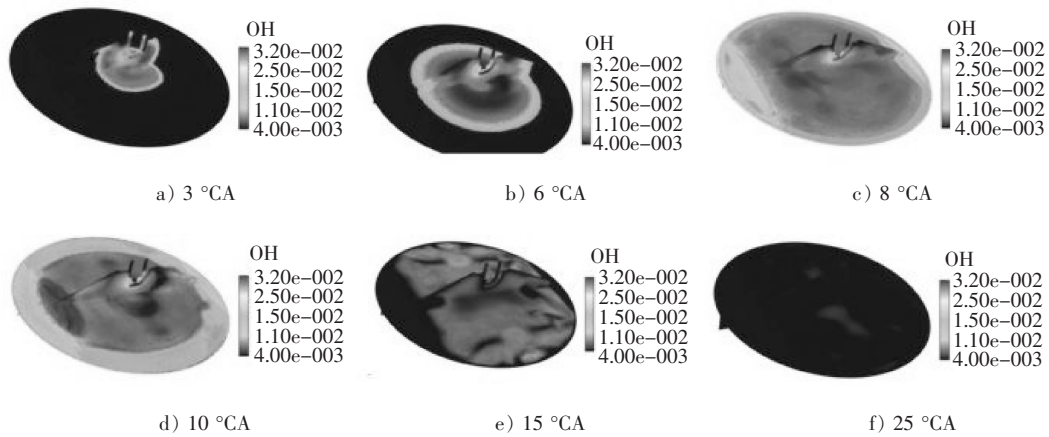 OH
3.20e-002
2.50e-002
1.50e-002
1.10e-002
4.00e-003
a) 3 °CA
OH
3.20e-002
2.50e-002
1.50e-002
1.10e-002
4.00e-003
b) 6 °CA
OH
3.20e-002
2.50e-002
1.50e-002
1.10e-002
4.00e-003
c) 8 °CA
OH
3.20e-002
2.50e-002
1.50e-002
1.10e-002
4.00e-003
d) 10 °CA
OH
3.20e-002
2.50e-002
1.50e-002
1.10e-002
4.00e-003
e) 15 °CA
OH
3.20e-002
2.50e-002
1.50e-002
1.10e-002
4.00e-003
f) 25 °CA